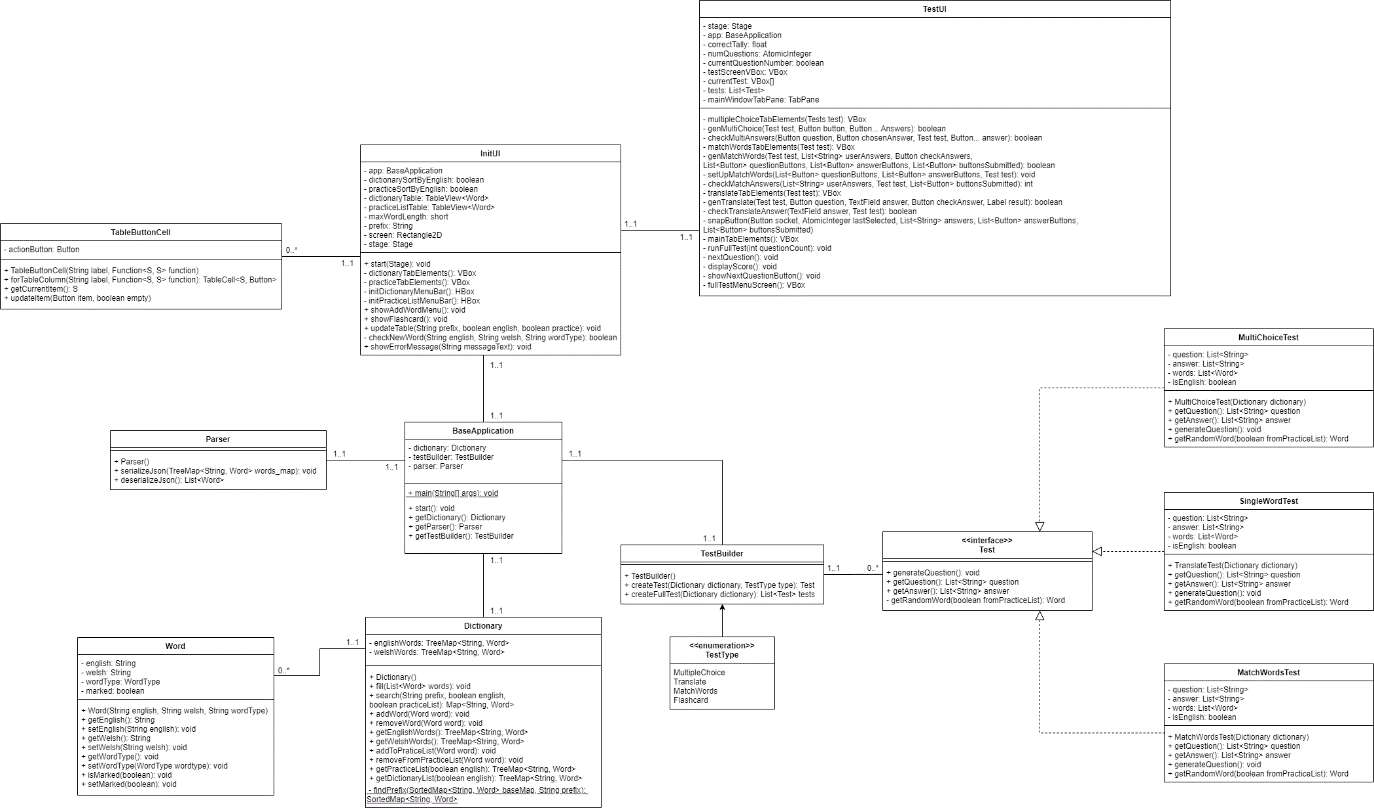 TestUI
- stage: Stage
- app: BaseApplication
- correctTally: float
- numQuestions: AtomicInteger
- currentQuestionNumber: boolean
- testScreenVBox: VBox
- currentTest: VBox[]
- tests: List<Test>
- mainWindowTabPane: TabPane
- multipleChoiceTabElements(Tests test): VBox
- genMultiChoice(Test test, Button button, Button... Answers): boolean
- checkMultiAnswers(Button question, Button chosenAnswer, Test test, Button... answer): boolean
- matchWordsTabElements(Test test): VBox
- genMatchWords(Test test, List<String> userAnswers, Button checkAnswers,
List<Button> questionButtons, List<Button> answerButtons, List<Button> buttonsSubmitted): boolean
- setUpMatchWords(List<Button> questionButtons, List<Button> answerButtons, Test test): void
- checkMatchAnswers(List<String> userAnswers, Test test, List<Button> buttonsSubmitted): int
- translateTabElements(Test test): VBox
- genTranslate(Test test, Button question, TextField answer, Button checkAnswer, Label result): boolean
- checkTranslateAnswer(TextField answer, Test test): boolean
- snapButton(Button socket, AtomicInteger lastSelected, List<String> answers, List<Button> answerButtons,
List<Button> buttonsSubmitted)
- mainTabElements(): VBox
- runFullTest(int questionCount): void
- nextQuestion(): void
- displayScore(): void
- showNextQuestionButton(): void
- fullTestMenuScreen(): VBox
InitUI
- app: BaseApplication
- dictionarySortByEnglish: boolean
- practiceSortByEnglish: boolean
- dictionaryTable: TableView<Word>
- practiceListTable: TableView<Word>
- maxWordLength: short
- prefix: String
- screen: Rectangle2D
- stage: Stage
+ start(Stage): void
- dictionaryTabElements(): VBox
- practiceTabElements(): VBox
- initDictionaryMenuBar(): HBox
- initPracticeListMenuBar(): HBox
+ showAddWordMenu(): void
+ showFlashcard(): void
+ updateTable(String prefix, boolean english, boolean practice): void
- checkNewWord(String english, String welsh, String wordType): boolean
+ showErrorMessage(String messageText): void
1..1
1..1
TableButtonCell
- actionButton: Button
+ TableButtonCell(String label, Function<S, S> function)
+ forTableColumn(String label, Function<S, S> function): TableCell<S, Button>
+ getCurrentItem(): S
+ updateItem(Button item, boolean empty)
0..*
1..1
1..1
1..1
BaseApplication
- dictionary: Dictionary
- testBuilder: TestBuilder
- parser: Parser
+ main(String[] args): void
+ start(): void
+ getDictionary(): Dictionary
+ getParser(): Parser
+ getTestBuilder(): TestBuilder
Parser
+ Parser()
+ serializeJson(TreeMap<String, Word> words_map): void
+ deserializeJson(): List<Word>
1..1
1..1
1..1
1..1
1..1
1..1
TestBuilder
+ TestBuilder()
+ createTest(Dictionary dictionary, TestType type): Test
+ createFullTest(Dictionary dictionary): List<Test> tests
1..1
0..*
<<enumeration>>
TestType
MultipleChoice
Translate
MatchWords
Flashcard
<<interface>>
Test
+ generateQuestion(): void
+ getQuestion(): List<String> question
+ getAnswer(): List<String> answer
- getRandomWord(boolean fromPracticeList): Word
MultiChoiceTest
- question: List<String>
- answer: List<String>
- words: List<Word>
- isEnglish: boolean
+ MultiChoiceTest(Dictionary dictionary)
+ getQuestion(): List<String> question
+ getAnswer(): List<String> answer
+ generateQuestion(): void
+ getRandomWord(boolean fromPracticeList): Word
SingleWordTest
- question: List<String>
- answer: List<String>
- words: List<Word>
- isEnglish: boolean
+ TranslateTest(Dictionary dictionary)
+ getQuestion(): List<String> question
+ getAnswer(): List<String> answer
+ generateQuestion(): void
+ getRandomWord(boolean fromPracticeList): Word
MatchWordsTest
- question: List<String>
- answer: List<String>
- words: List<Word>
- isEnglish: boolean
+ MatchWordsTest(Dictionary dictionary)
+ getQuestion(): List<String> question
+ getAnswer(): List<String> answer
+ generateQuestion(): void
+ getRandomWord(boolean fromPracticeList): Word
Dictionary
- englishWords: TreeMap<String, Word>
- welshWords: TreeMap<String, Word>
+ Dictionary()
+ fill(List<Word> words): void
+ search(String prefix, boolean english,
boolean practiceList): Map<String, Word>
+ addWord(Word word): void
+ removeWord(Word word): void
+ getEnglishWords(): TreeMap<String, Word>
+ getWelshWords(): TreeMap<String, Word>
+ addToPraticeList(Word word): void
+ removeFromPracticeList(Word word): void
+ getPracticeList(boolean english): TreeMap<String, Word>
+ getDictionaryList(boolean english): TreeMap<String, Word>
- findPrefix(SortedMap<String, Word> baseMap, String prefix):
SortedMap<String, Word>
1..1
0..*
Word
- english: String
- welsh: String
- wordType: WordType
- marked: boolean
+ Word(String english, String welsh, String wordType)
+ getEnglish(): String
+ setEnglish(String english): void
+ getWelsh(): String
+ setWelsh(String welsh): void
+ getWordType(): void
+ setWordType(WordType wordtype): void
+ isMarked(boolean): void
+ setMarked(boolean): void